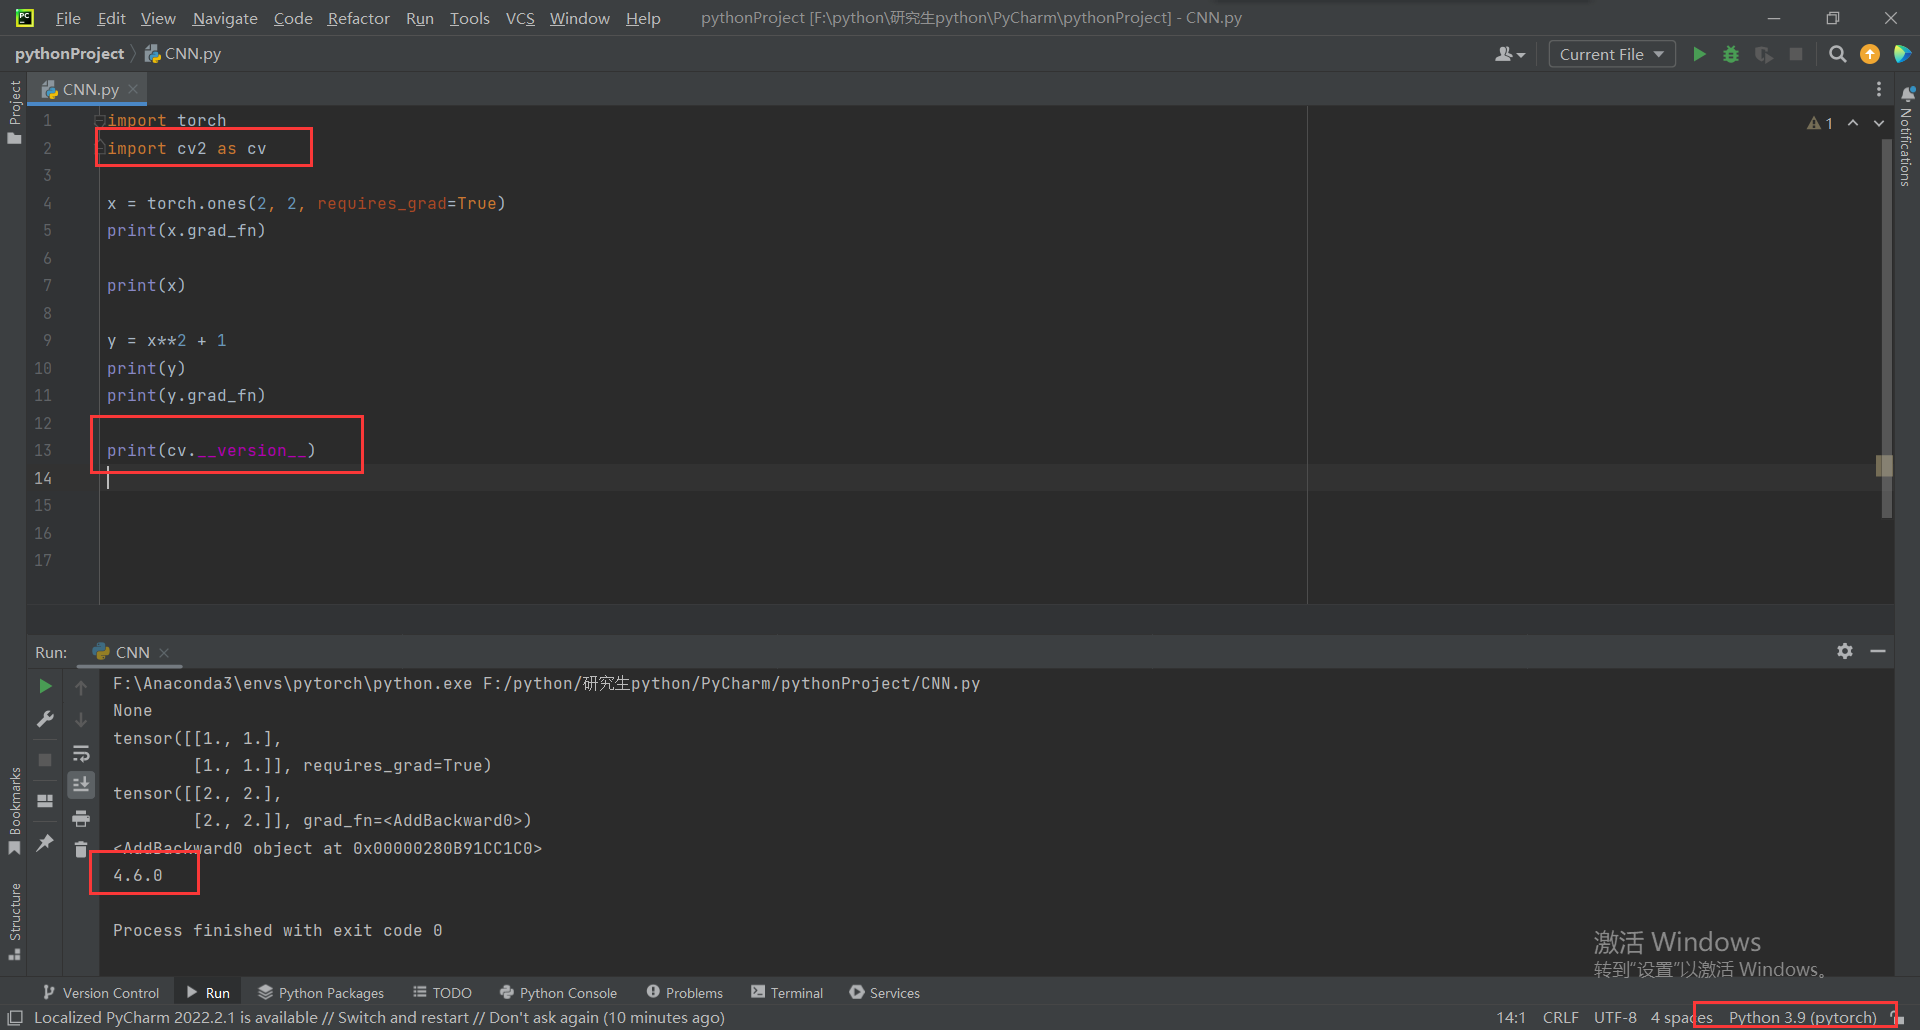 File Edit View Navigate Code Refactor Run Tools VCS Window Help pythonProject [F:\python\研究生python\PyCharm\pythonProject] - CNN.py
pythonProject CNN.py Current File
Project
CNN.py
1 import torch
2 import cv2 as cv
3
4 x = torch.ones(2, 2, requires_grad=True)
5 print(x.grad_fn)
6
7 print(x)
8
9 y = x**2 + 1
10 print(y)
11 print(y.grad_fn)
12
13 print(cv.__version__)
14
15
16
17
1
Notifications
Run: CNN
F:\Anaconda3\envs\pytorch\python.exe F:/python/研究生python/PyCharm/pythonProject/CNN.py
None
tensor([[1., 1.],
        [1., 1.]], requires_grad=True)
tensor([[2., 2.],
        [2., 2.]], grad_fn=<AddBackward0>)
<AddBackward0 object at 0x00000280B91CC1C0>
4.6.0
Process finished with exit code 0
Bookmarks
Structure
激活 Windows
转到“设置”以激活 Windows。
Version Control Run Python Packages TODO Python Console Problems Terminal Services
Localized PyCharm 2022.2.1 is available // Switch and restart // Don't ask again (10 minutes ago) 14:1 CRLF UTF-8 4 spaces Python 3.9 (pytorch)